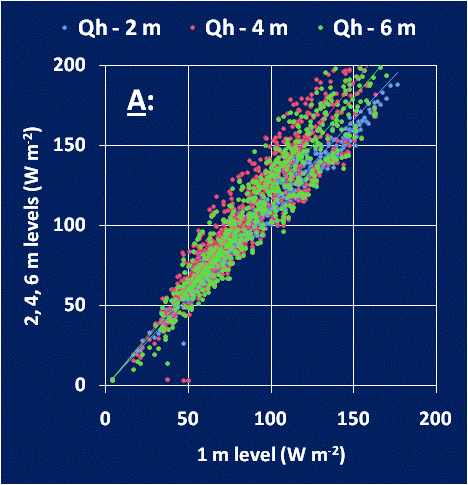 Qh - 2 m Qh - 4 m Qh - 6 m
A:
200
150
100
50
0
0 50 100 150 200
2, 4, 6 m levels (W m-2)
1 m level (W m-2)